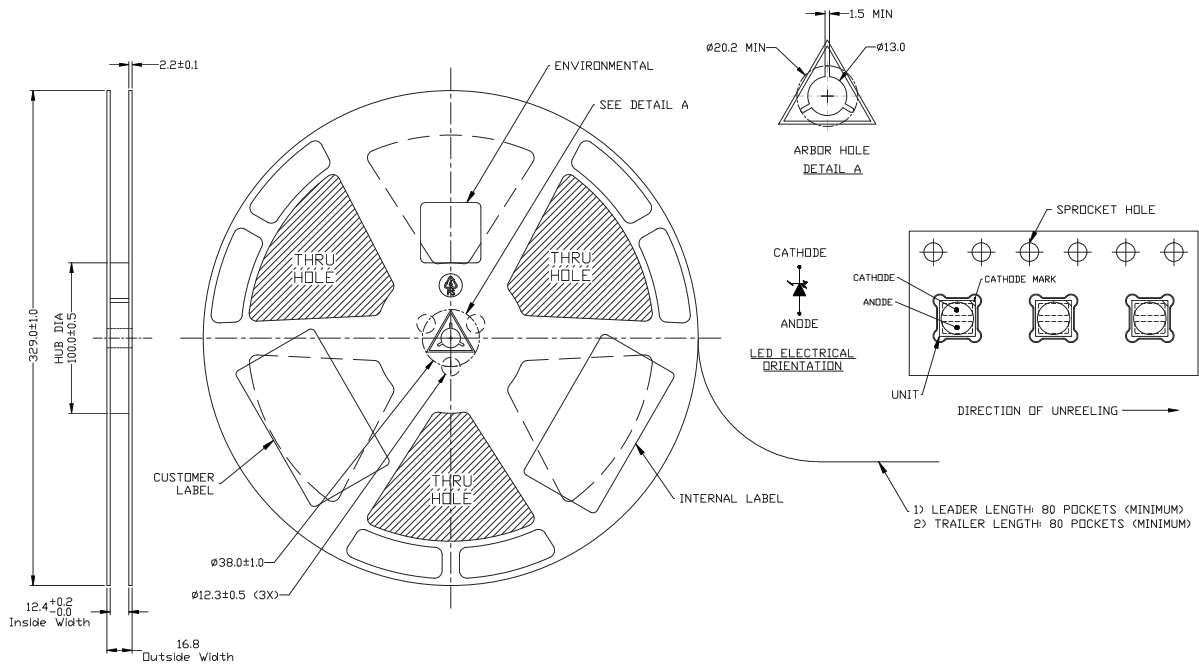 2.2±0.1
329.0±1.0
HUB DIA
100.0±0.5
12.4+0.2
-0.0
Inside Width
16.8
Outside Width
ENVIRONMENTAL
SEE DETAIL A
THRU
HOLE
THRU
HOLE
PS
THRU
HOLE
CUSTOMER
LABEL
INTERNAL LABEL
Ø38.0±1.0
Ø12.3±0.5 (3X)
1.5 MIN
Ø20.2 MIN
Ø13.0
ARBOR HOLE
DETAIL A
CATHODE
ANODE
LED ELECTRICAL
ORIENTATION
SPROCKET HOLE
CATHODE
CATHODE MARK
ANODE
UNIT
DIRECTION OF UNREELING
1) LEADER LENGTH: 80 POCKETS (MINIMUM)
2) TRAILER LENGTH: 80 POCKETS (MINIMUM)